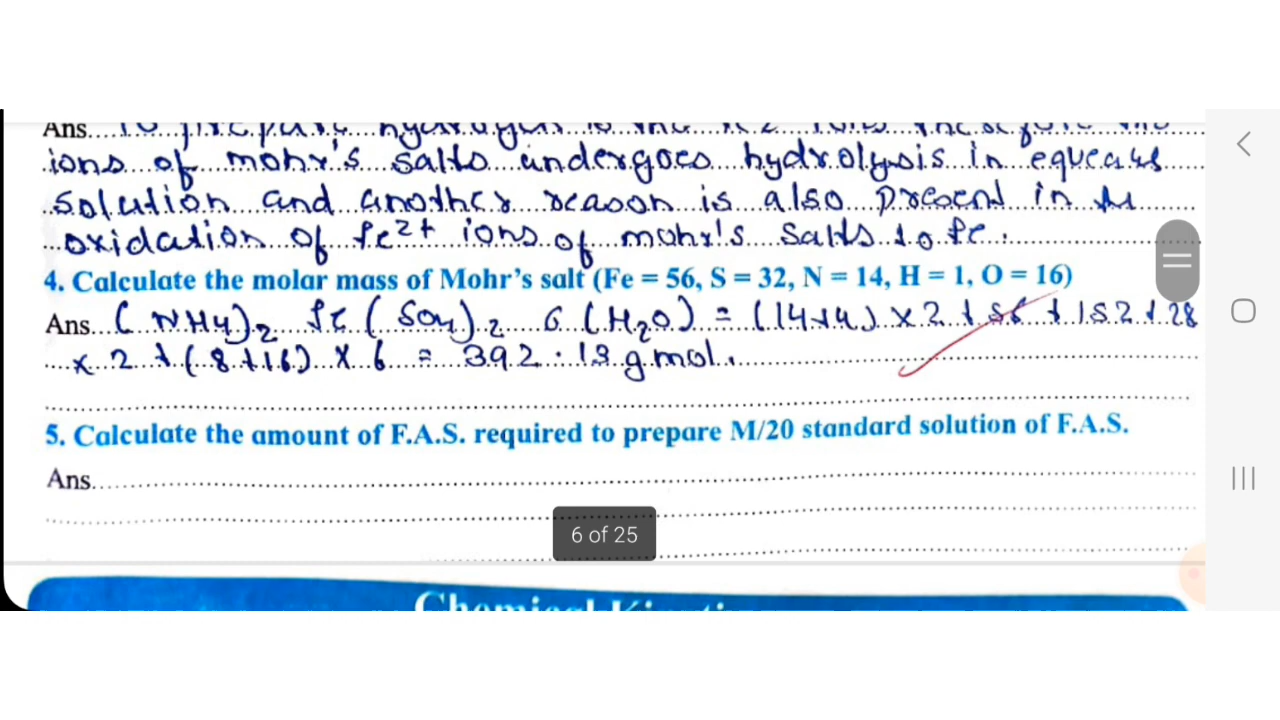 Ans....
ions of mohr's salts undergoes hydrolysis in equeaus
solution and another reason is also present in
oxidation of fe2+ ions of mohr's salts to fe.
4. Calculate the molar mass of Mohr's salt (Fe = 56, S = 32, N = 14, H = 1, O = 16)
Ans... ( NH4)2 fe ( So4)2 6 (H2O) = (14+4) × 2 + 56 + 152 + 28
× 2 + ( 8 + 16) × 6 = 392.13 g mol.
5. Calculate the amount of F.A.S. required to prepare M/20 standard solution of F.A.S.
Ans.
6 of 25